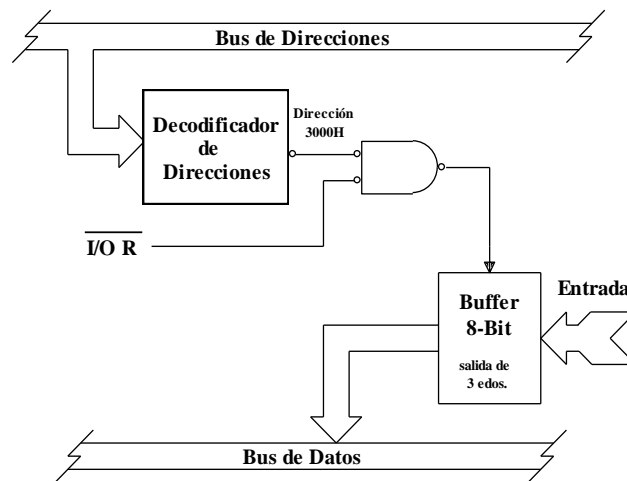 Bus de Direcciones
Decodificador
de
Direcciones
Dirección
3000H
I/O R
Buffer
8-Bit
salida de
3 edos.
Entrada
Bus de Datos